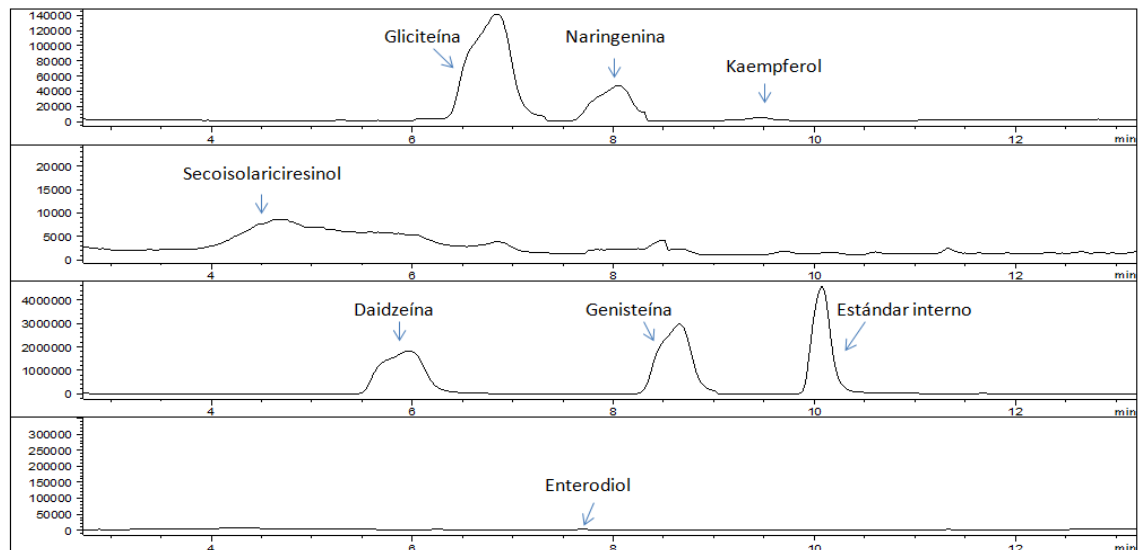 140000
120000
100000
80000
60000
40000
20000
0
Gliciteína
Naringenina
Kaempferol
4 6 8 10 12 min
20000
15000
10000
5000
0
Secoisolariciresinol
4 6 8 10 12 min
4000000
3000000
2000000
1000000
0
Daidzeína
Genisteína
Estándar interno
4 6 8 10 12 min
300000
250000
200000
150000
100000
50000
0
Enterodiol
4 6 8 10 12 min